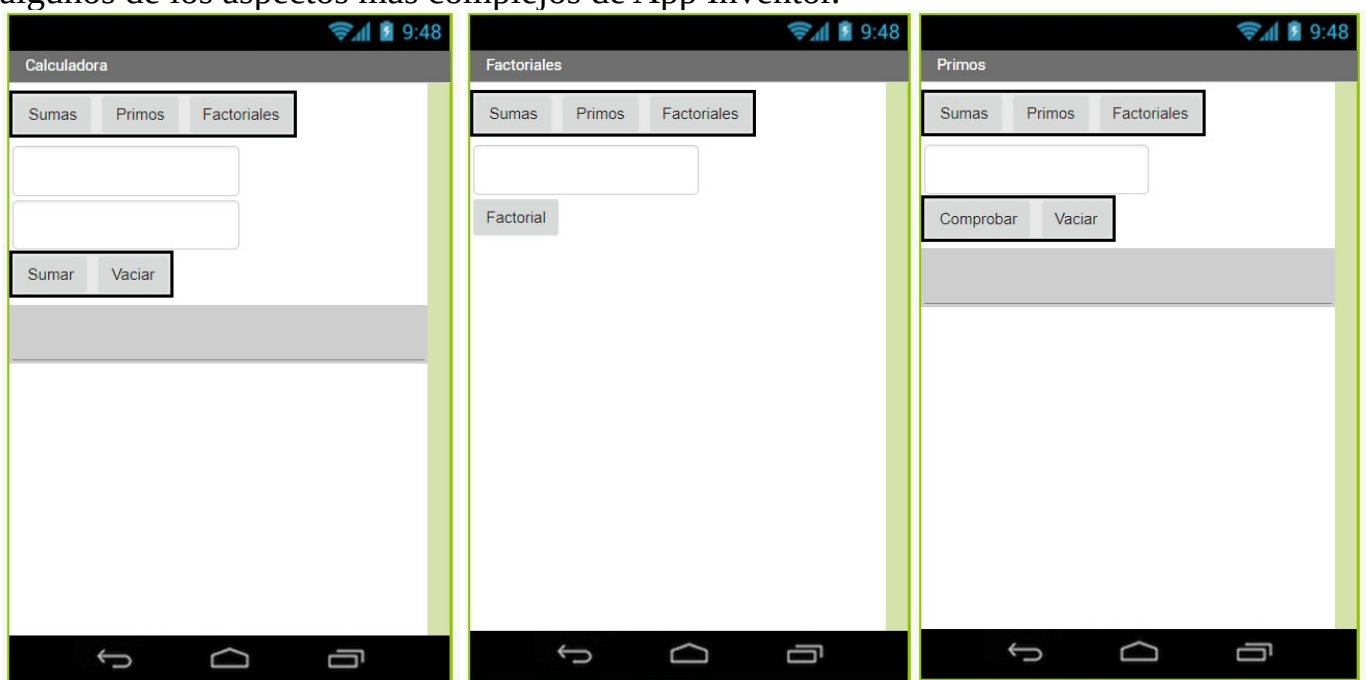 algunos de los aspectos más complejos de App Inventor.
9:48
Calculadora
Sumas Primos Factoriales
Sumar Vaciar
9:48
Factoriales
Sumas Primos Factoriales
Factorial
9:48
Primos
Sumas Primos Factoriales
Comprobar Vaciar